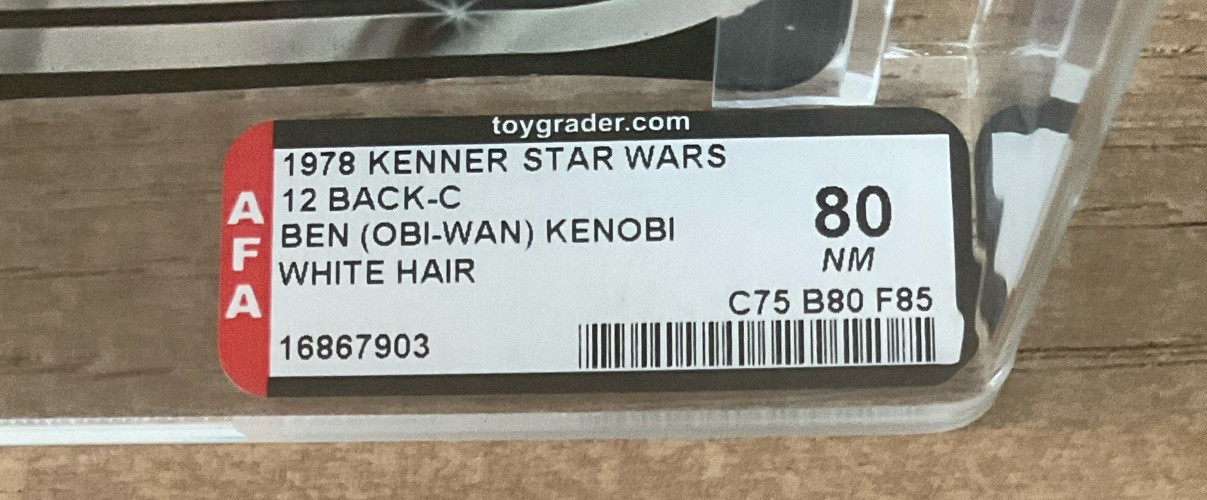 toygrader.com
AFA
1978 KENNER STAR WARS
12 BACK-C
BEN (OBI-WAN) KENOBI
WHITE HAIR
80
NM
C75 B80 F85
16867903